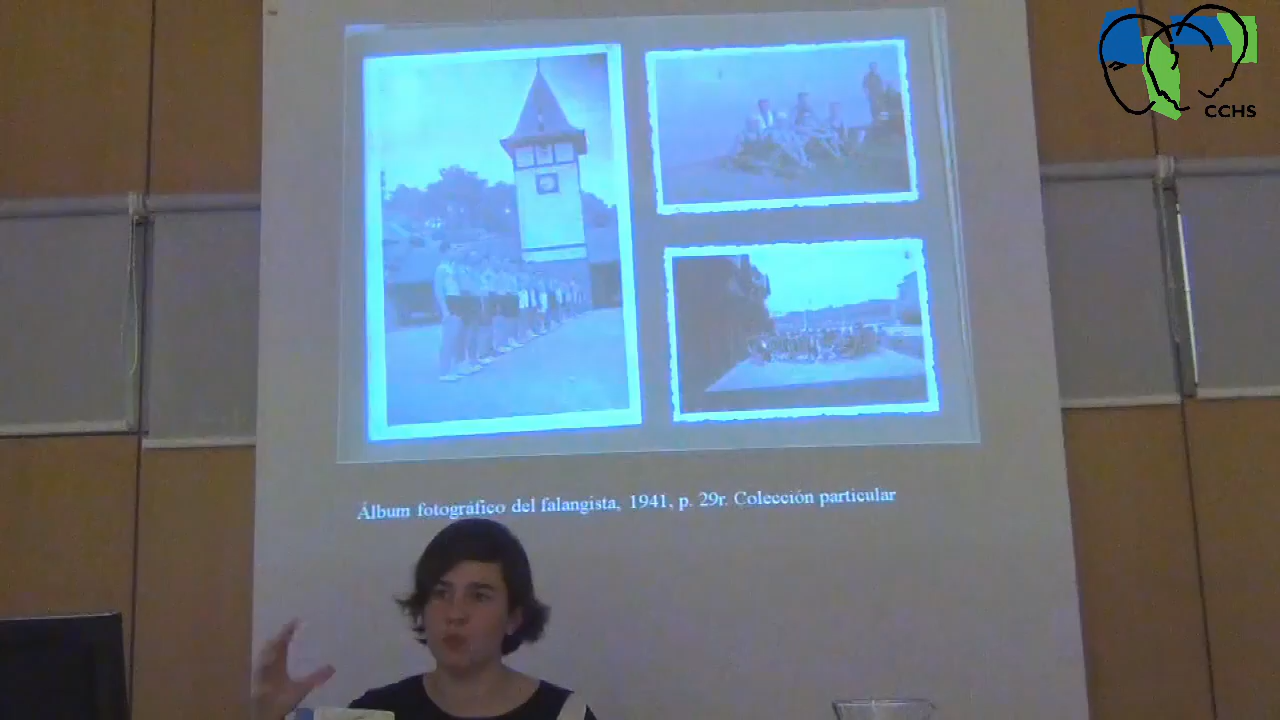 CCHS
Álbum fotográfico del falangista, 1941, p. 29r. Colección particular